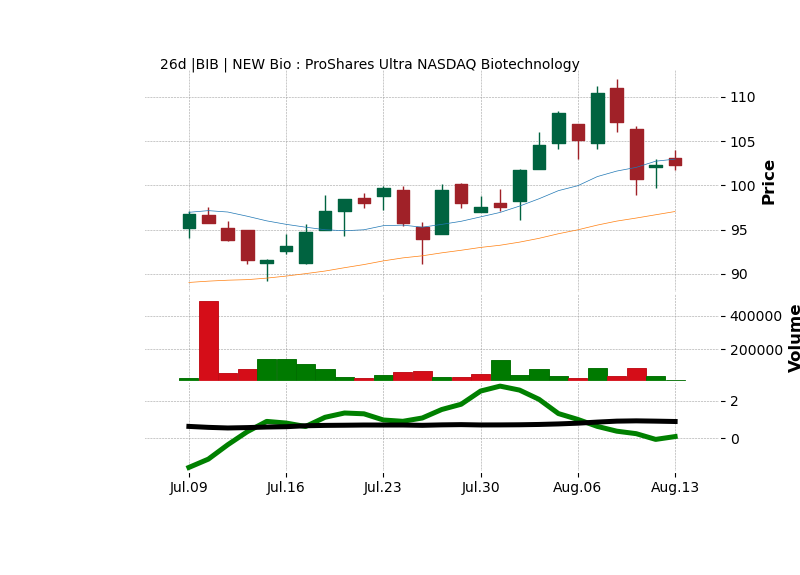 26d |BIB | NEW Bio : ProShares Ultra NASDAQ Biotechnology
110
105
100
95
90
Price
400000
200000
Volume
2
0
Jul.09 Jul.16 Jul.23 Jul.30 Aug.06 Aug.13